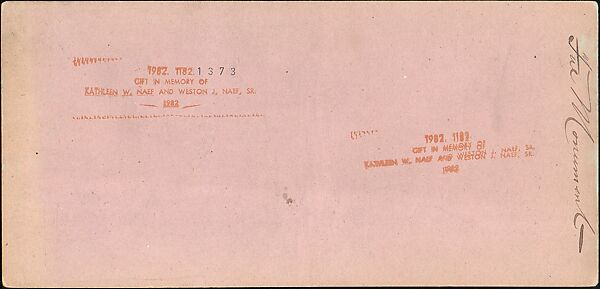 1982. 1182. 1373
GIFT IN MEMORY OF
KATHLEEN W. NAEF AND WESTON J. NAEF, SR.
1982
1982. 1182.
GIFT IN MEMORY OF
KATHLEEN W. NAEF AND WESTON J. NAEF, SR.
1982
Monument